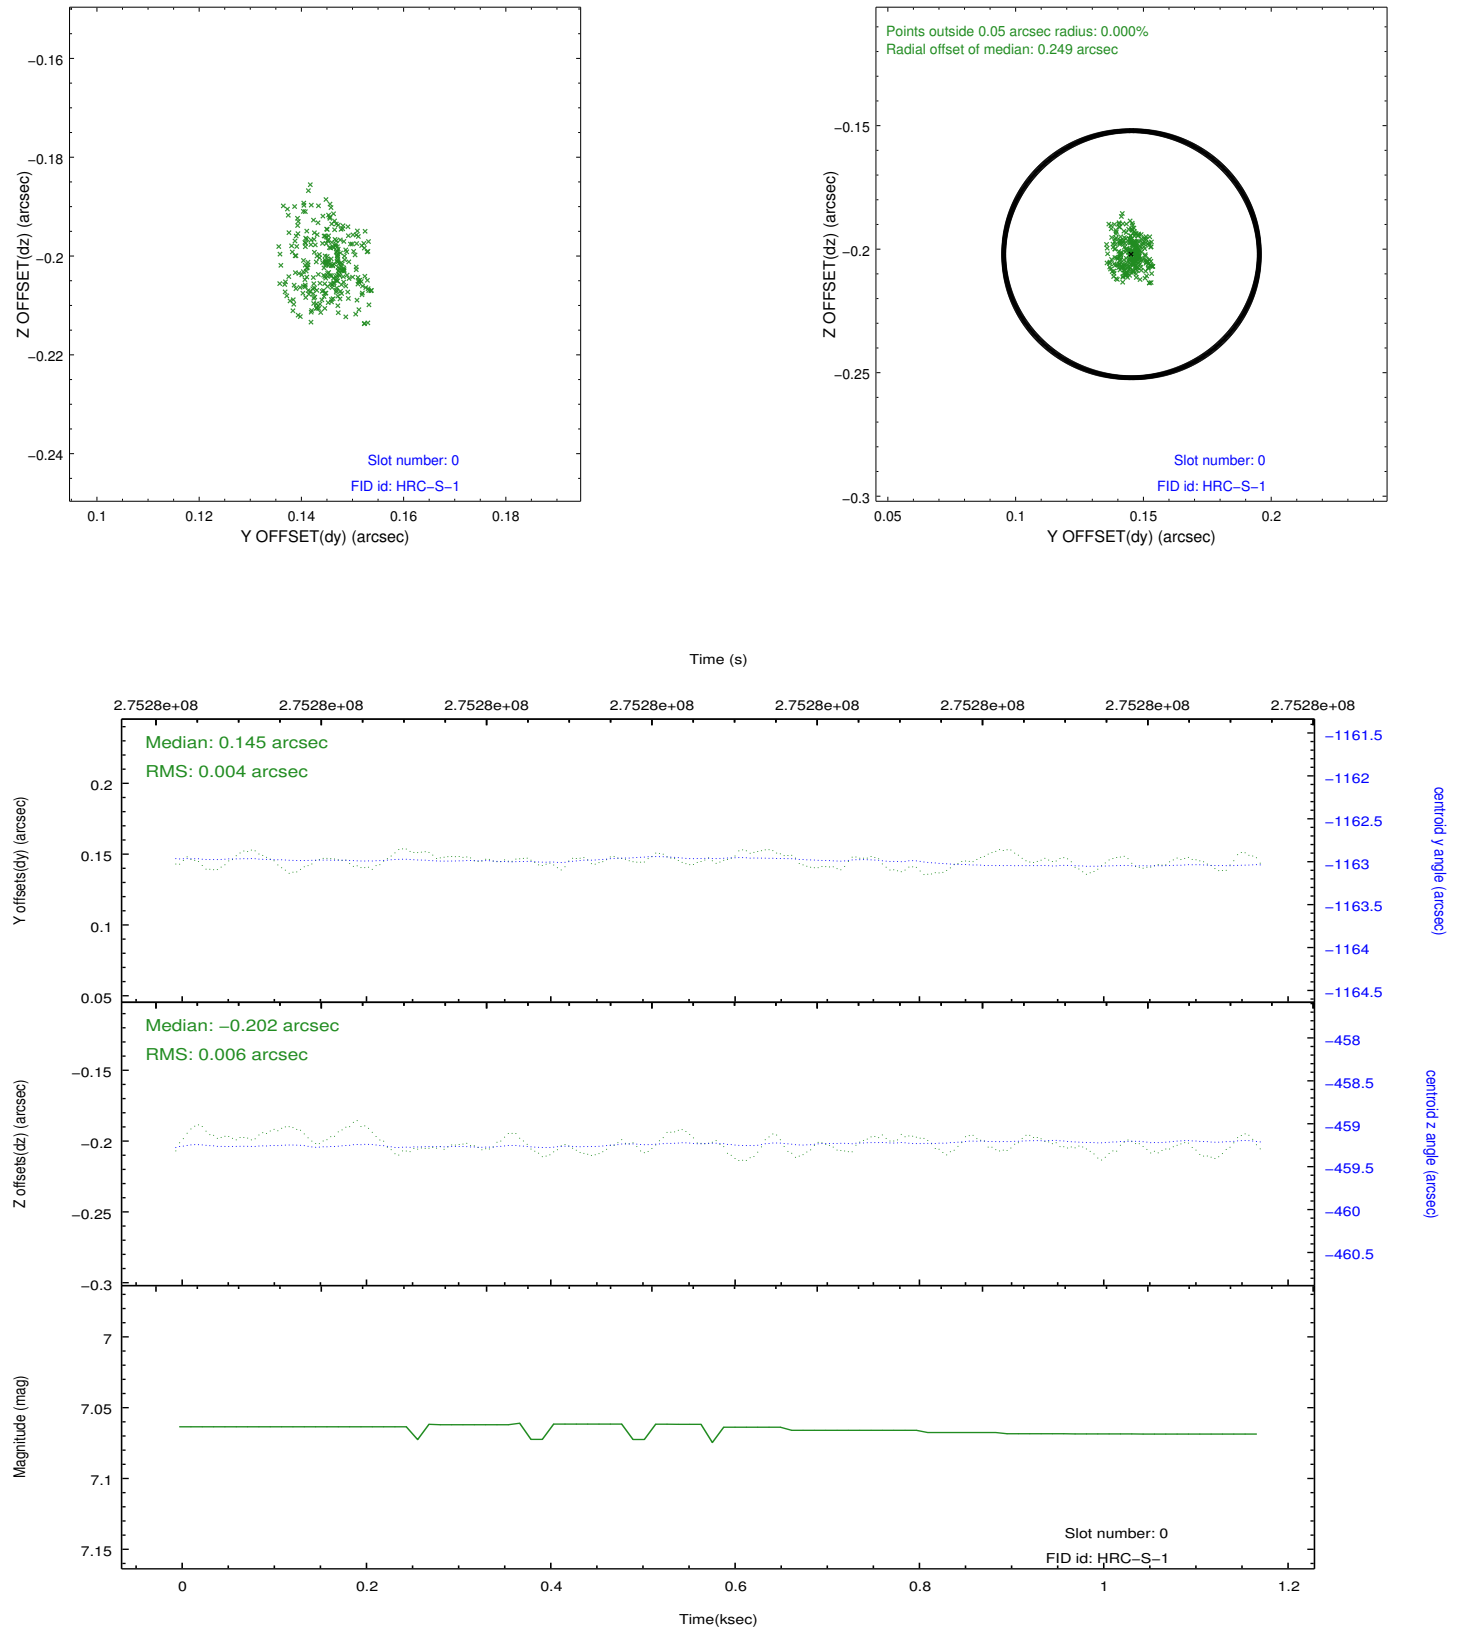 −0.16
−0.18
−0.2
−0.22
−0.24
Z OFFSET(dz) (arcsec)
Slot number: 0
FID id: HRC−S−1
0.1 0.12 0.14 0.16 0.18
Y OFFSET(dy) (arcsec)
Points outside 0.05 arcsec radius: 0.000%
Radial offset of median: 0.249 arcsec
−0.15
−0.2
−0.25
−0.3
Z OFFSET(dz) (arcsec)
Slot number: 0
FID id: HRC−S−1
0.05 0.1 0.15 0.2
Y OFFSET(dy) (arcsec)
Time (s)
2.7528e+08 2.7528e+08 2.7528e+08 2.7528e+08 2.7528e+08 2.7528e+08 2.7528e+08 2.7528e+08
Median: 0.145 arcsec
RMS: 0.004 arcsec
0.2
0.15
0.1
0.05
Y offsets(dy) (arcsec)
−1161.5
−1162
−1162.5
−1163
−1163.5
−1164
−1164.5
centroid y angle (arcsec)
Median: −0.202 arcsec
RMS: 0.006 arcsec
−0.15
−0.2
−0.25
−0.3
Z offsets(dz) (arcsec)
−458
−458.5
−459
−459.5
−460
−460.5
centroid z angle (arcsec)
7
7.05
7.1
7.15
Magnitude (mag)
Slot number: 0
FID id: HRC−S−1
0 0.2 0.4 0.6 0.8 1 1.2
Time(ksec)